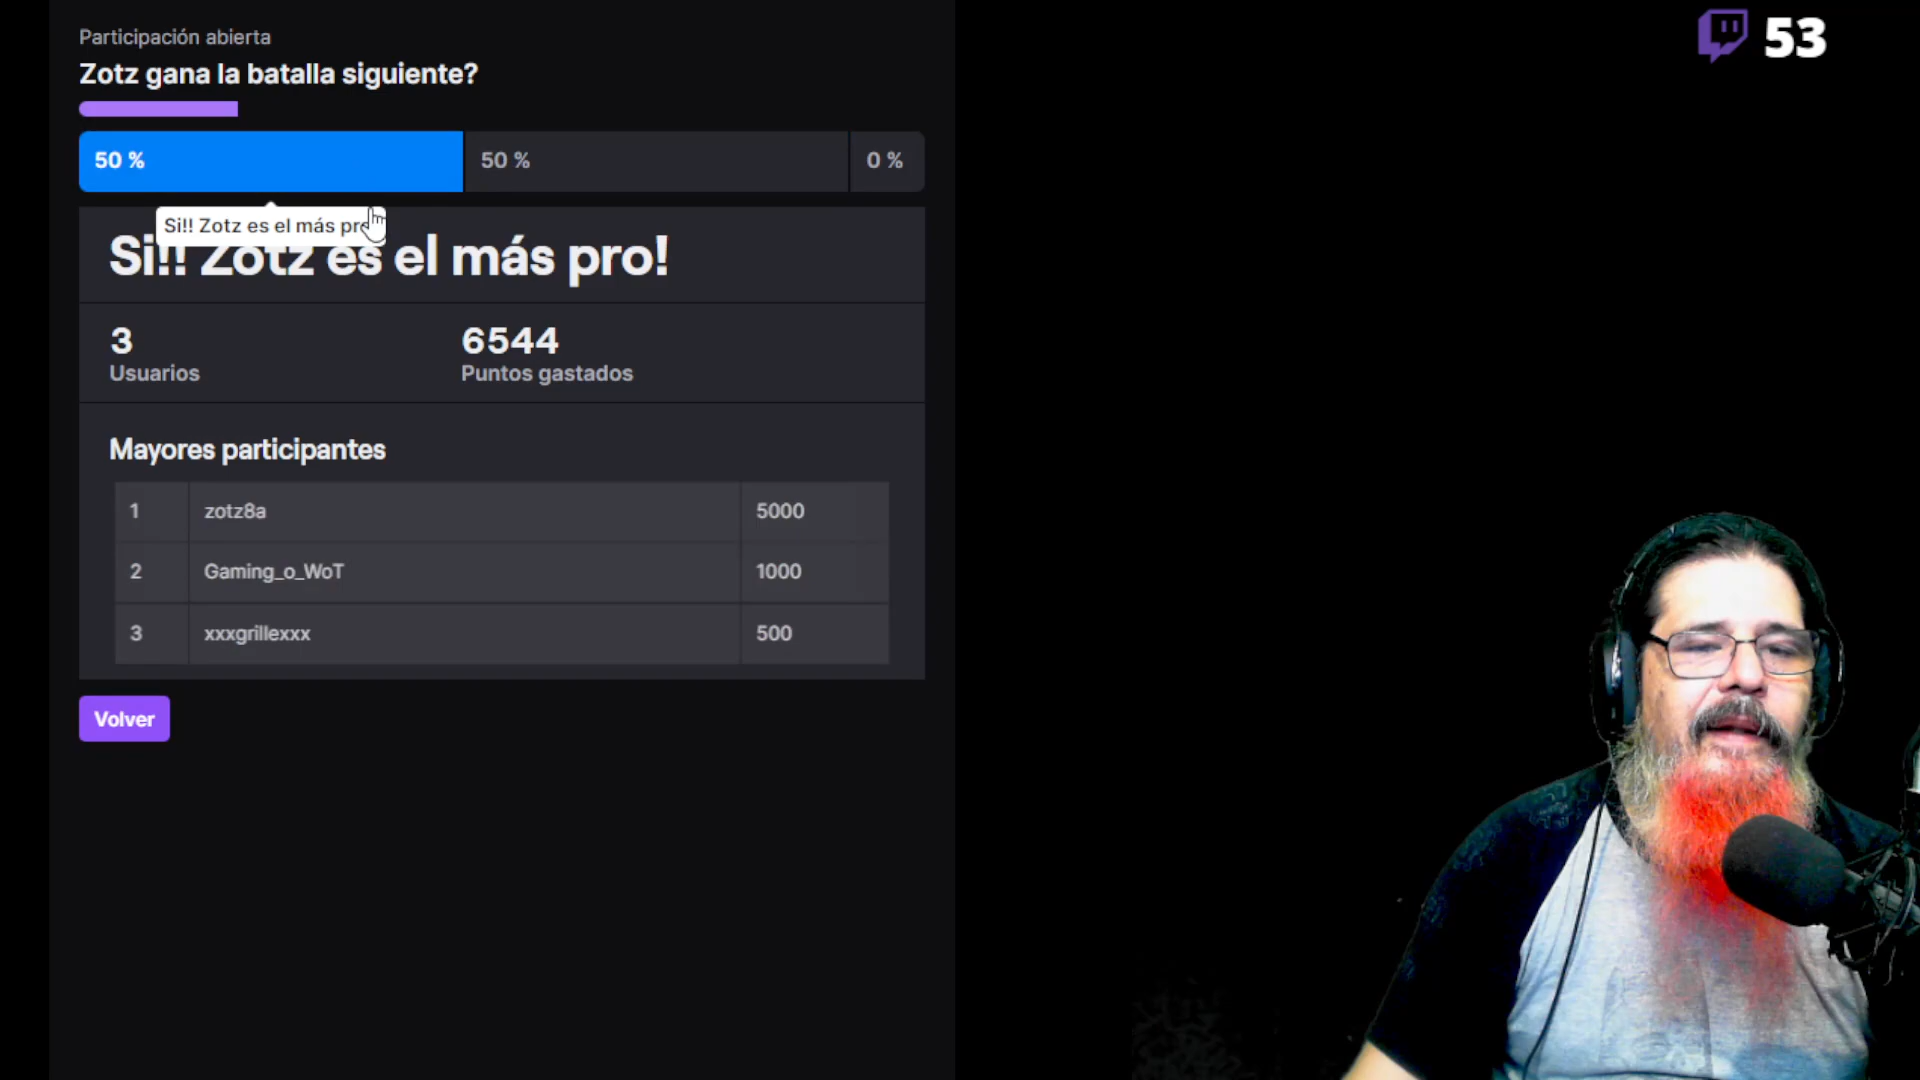 Participación abierta
53
Zotz gana la batalla siguiente?
50 %
50 %
0 %
Si!! Zotz es el más
Si!! Zotz es el más pro!
3
6544
Usuarios
Puntos gastados
Mayores participantes
1 zotz8a 5000
2 Gaming_o_WoT 1000
3 xxxgrillexxx 500
Volver